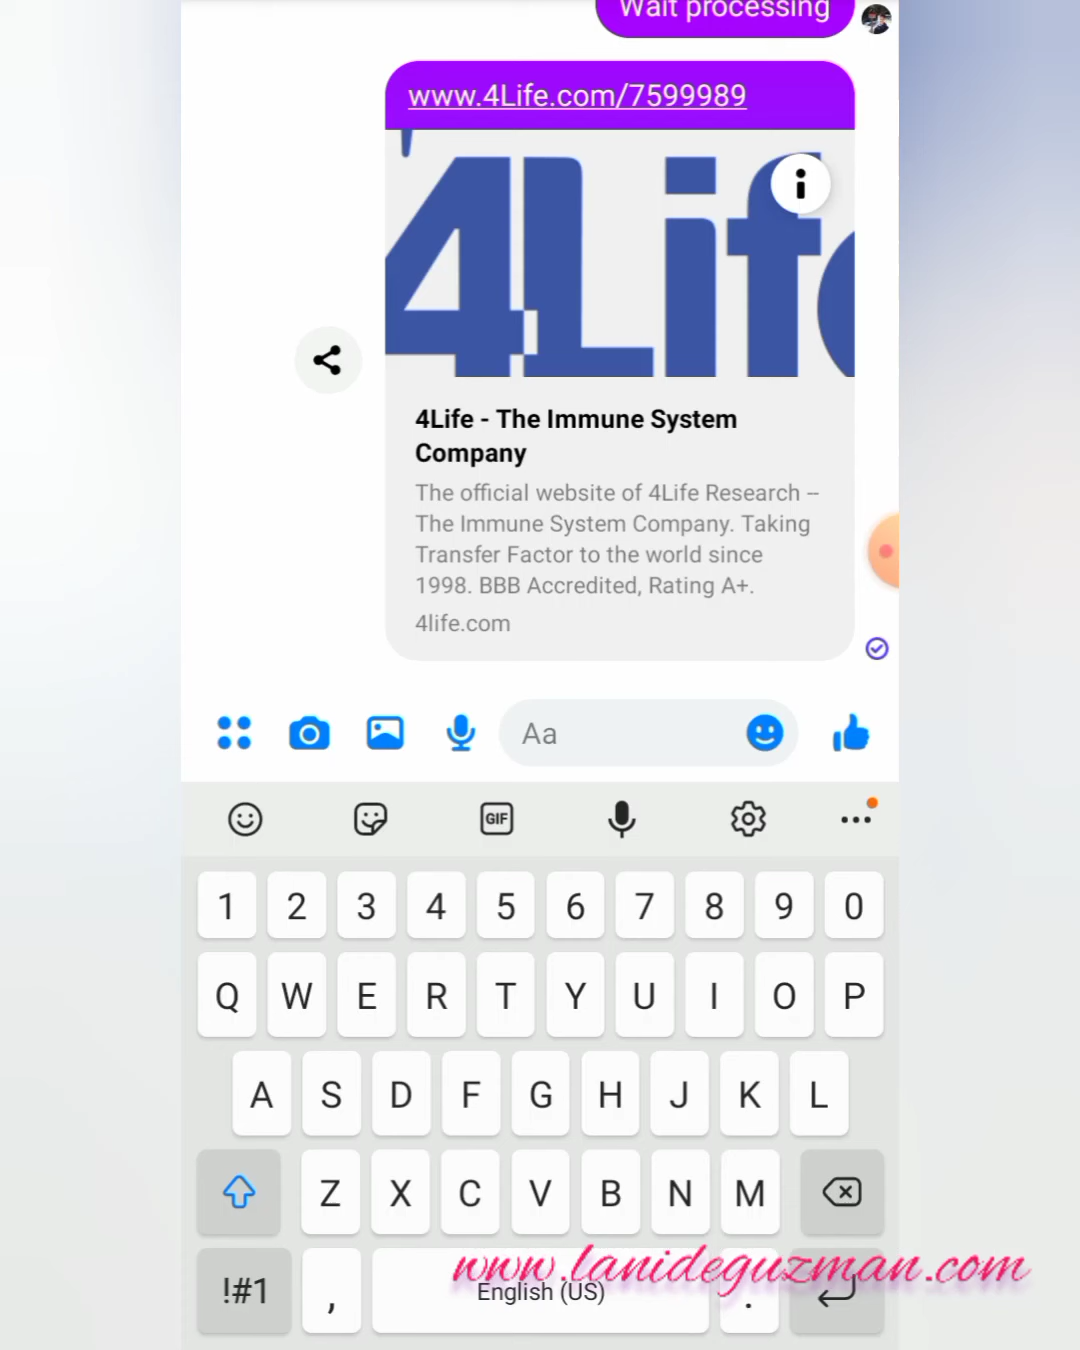 Wait processing
www.4Life.com/7599989
4Life
4Life - The Immune System
Company
The official website of 4Life Research –
The Immune System Company. Taking
Transfer Factor to the world since
1998. BBB Accredited, Rating A+.
4life.com
Aa
GIF
1 2 3 4 5 6 7 8 9 0
Q W E R T Y U I O P
A S D F G H J K L
Z X C V B N M
www.lanideguzman.com
!#1 , English (US) .